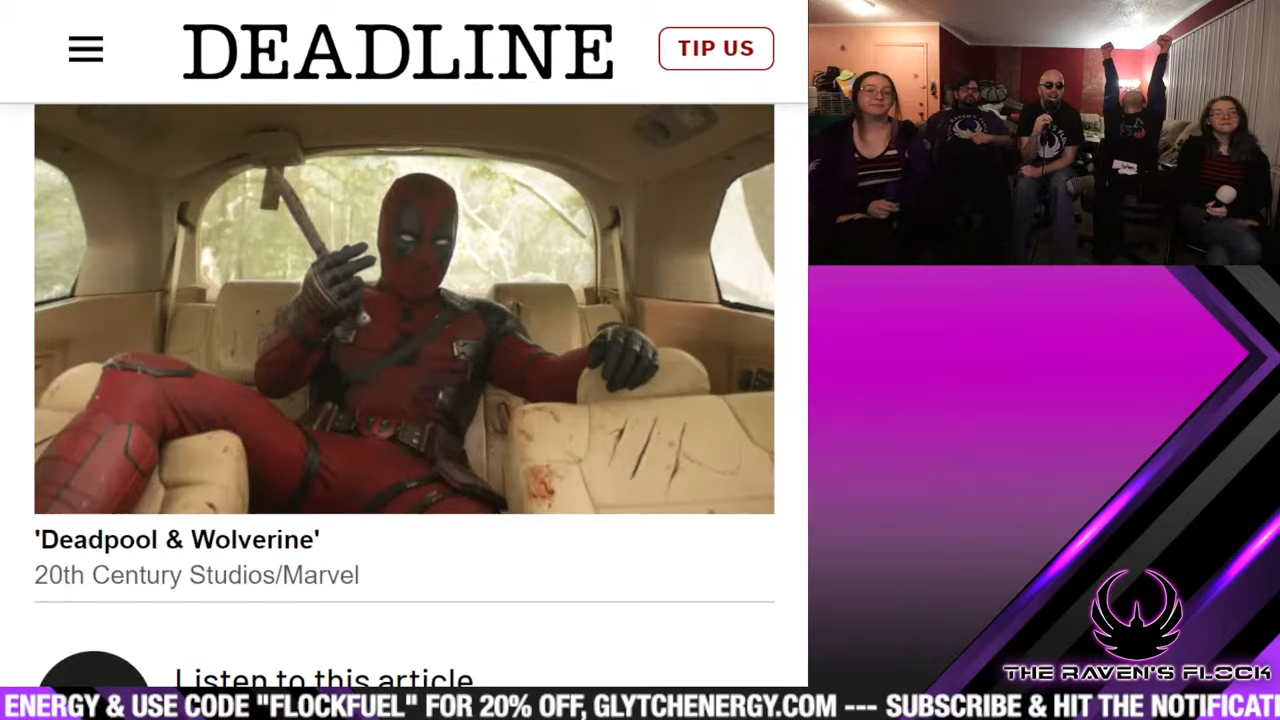 DEADLINE
TIP US
'Deadpool & Wolverine'
20th Century Studios/Marvel
Listen to this article
THE RAVEN'S FLOCK
ENERGY & USE CODE "FLOCKFUEL" FOR 20% OFF, GLYTCHENERGY.COM --- SUBSCRIBE & HIT THE NOTIFICATI